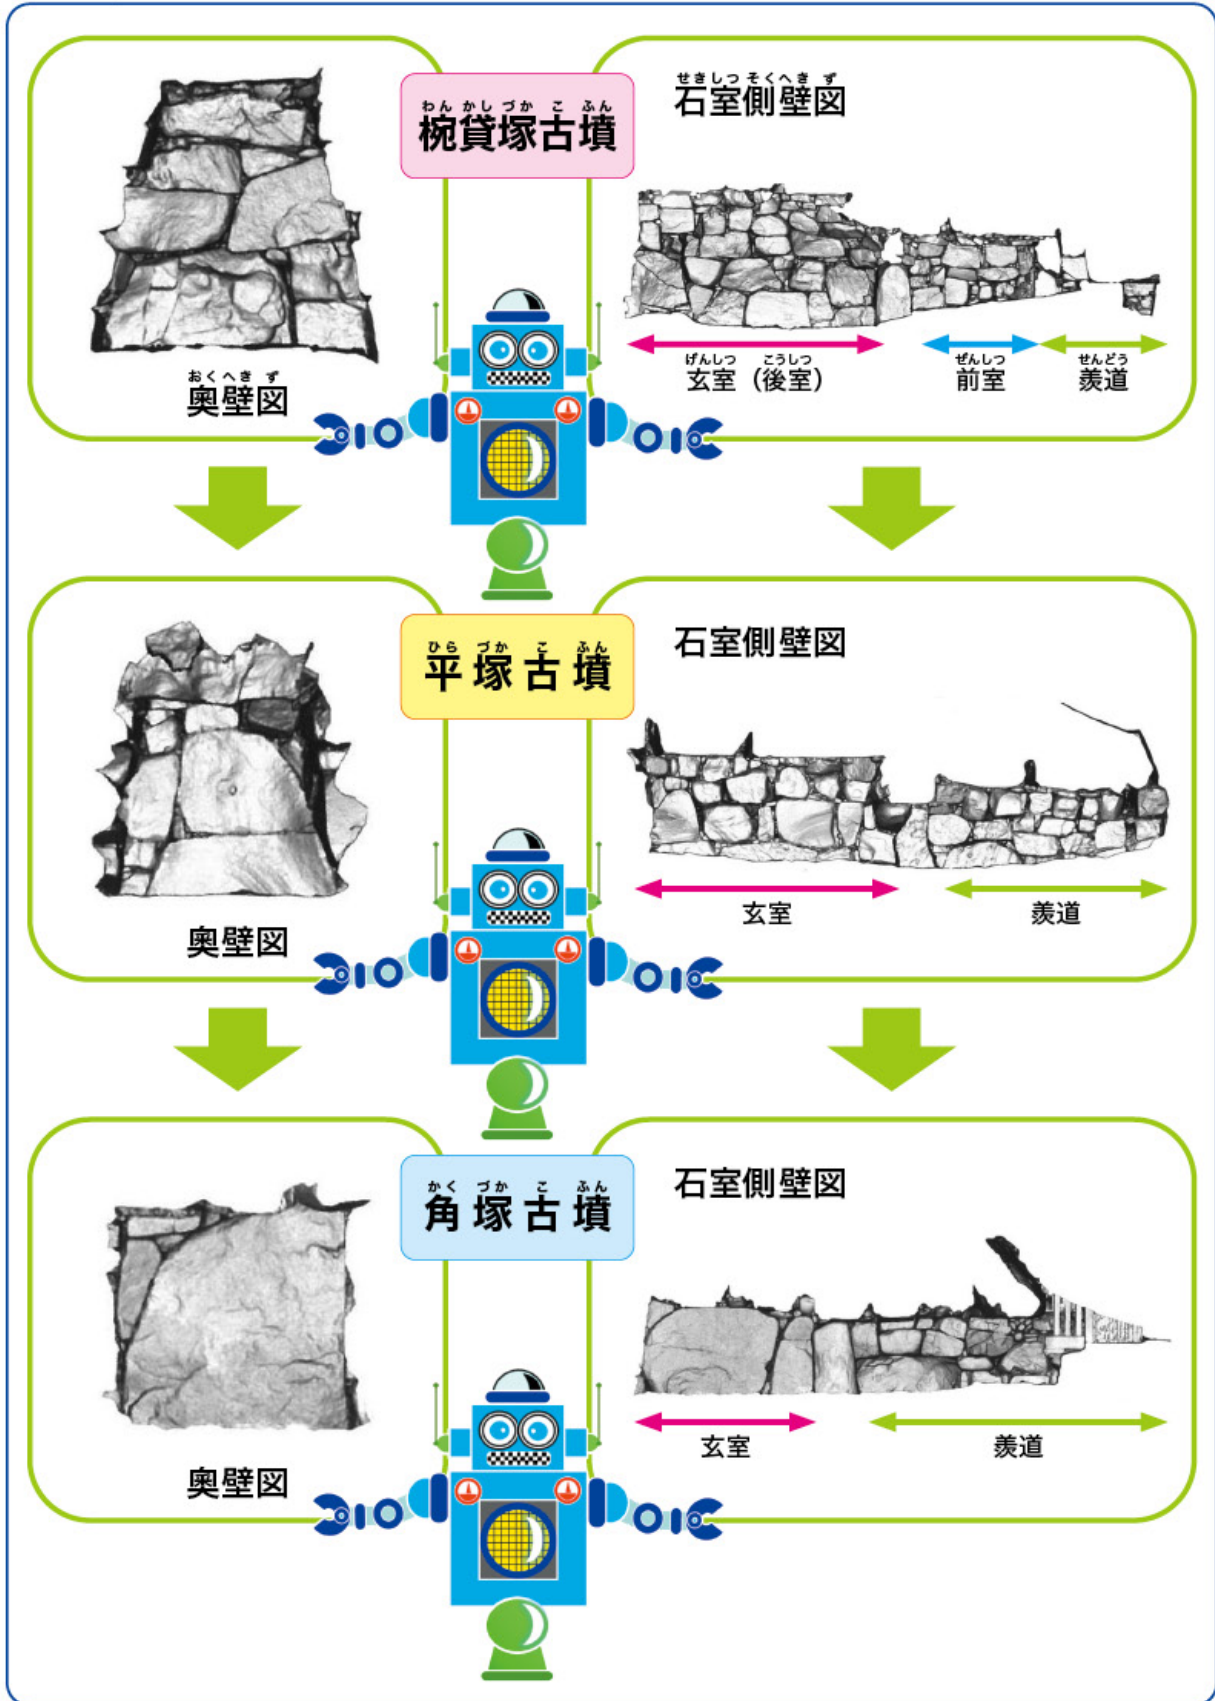 わんかしづかこふん
椀貸塚古墳
せきしつそくへきず
石室側壁図
おくへきず
奥壁図
げんしつ こうしつ
玄室（後室）
ぜんしつ
前室
せんどう
羨道
ひらづかこふん
平塚古墳
石室側壁図
奥壁図
玄室
羨道
かくづかこふん
角塚古墳
石室側壁図
奥壁図
玄室
羨道